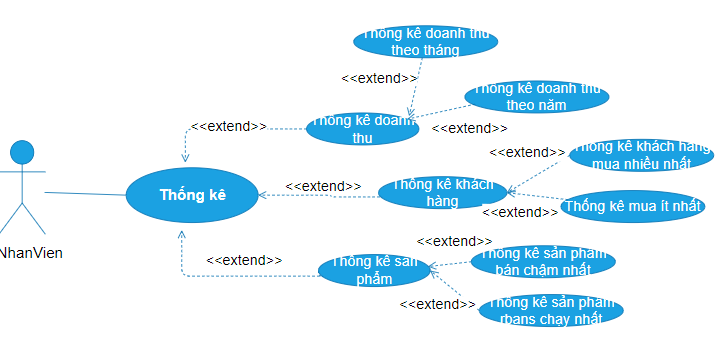 Thống kê doanh thu
theo tháng
<<extend>>
Thống kê doanh thu
theo năm
<<extend>>
Thống kê doanh
thu
<<extend>>
<<extend>>
Thống kê khách hàng
mua nhiều nhất
Thống kê
<<extend>>
Thống kê khách
hàng
<<extend>>
Thống kê mua ít nhất
NhanVien
<<extend>>
Thống kê sản
phẩm
<<extend>>
Thống kê sản phẩm
bán chậm nhất
<<extend>>
Thống kê sản phẩm
rbans chạy nhất